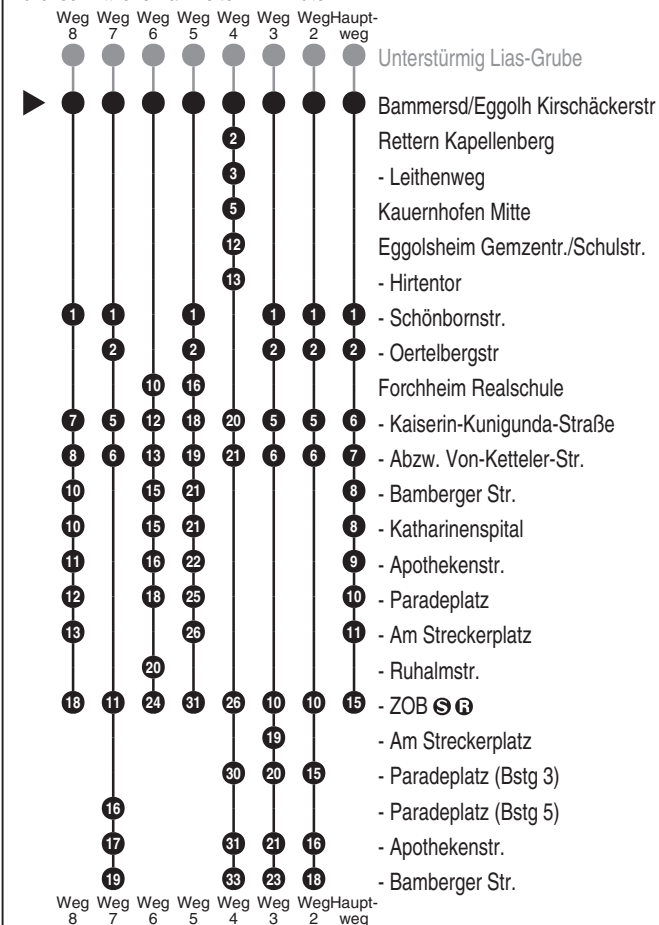 Weg Weg Weg Weg Weg Weg Weg Haupt-
8 7 6 5 4 3 2 weg
Unterstürmig Lias-Grube
Bammersd/Eggolh Kirschäckerstr
2 Rettern Kapellenberg
3 - Leithenweg
5 Kauernhofen Mitte
12 Eggolsheim Gemzentr./Schulstr.
13 - Hirtentor
1 1 1 1 1 1 - Schönbornstr.
2 2 2 2 2 - Oertelbergstr
10 16 Forchheim Realschule
7 5 12 18 20 5 5 6 - Kaiserin-Kunigunda-Straße
8 6 13 19 21 6 6 7 - Abzw. Von-Ketteler-Str.
10 15 21 8 - Bamberger Str.
10 15 21 8 - Katharinenspital
11 16 22 9 - Apothekenstr.
12 18 25 10 - Paradeplatz
13 26 11 - Am Streckerplatz
20 - Ruhalmstr.
18 11 24 31 26 10 10 15 - ZOB S R
19 - Am Streckerplatz
30 20 15 - Paradeplatz (Bstg 3)
16 - Paradeplatz (Bstg 5)
17 31 21 16 - Apothekenstr.
19 33 23 18 - Bamberger Str.
Weg Weg Weg Weg Weg Weg Weg Haupt-
8 7 6 5 4 3 2 weg